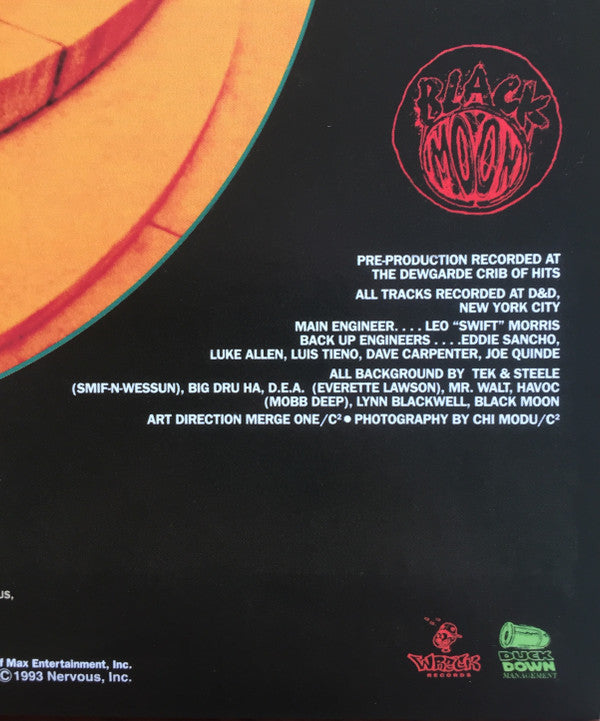 BLACK
MOON
PRE-PRODUCTION RECORDED AT
THE DEWGARDE CRIB OF HITS
ALL TRACKS RECORDED AT D&D,
NEW YORK CITY
MAIN ENGINEER. . . . LEO “SWIFT” MORRIS
BACK UP ENGINEERS . . . .EDDIE SANCHO,
LUKE ALLEN, LUIS TIENO, DAVE CARPENTER, JOE QUINDE
ALL BACKGROUND BY TEK & STEELE
(SMIF-N-WESSUN), BIG DRU HA, D.E.A. (EVERETTE LAWSON), MR. WALT, HAVOC
(MOBB DEEP), LYNN BLACKWELL, BLACK MOON
ART DIRECTION MERGE ONE/C² ● PHOTOGRAPHY BY CHI MODU/C²
Max Entertainment, Inc.
©1993 Nervous, Inc.
WRECK
RECORDS
DUCK
DOWN
MANAGEMENT